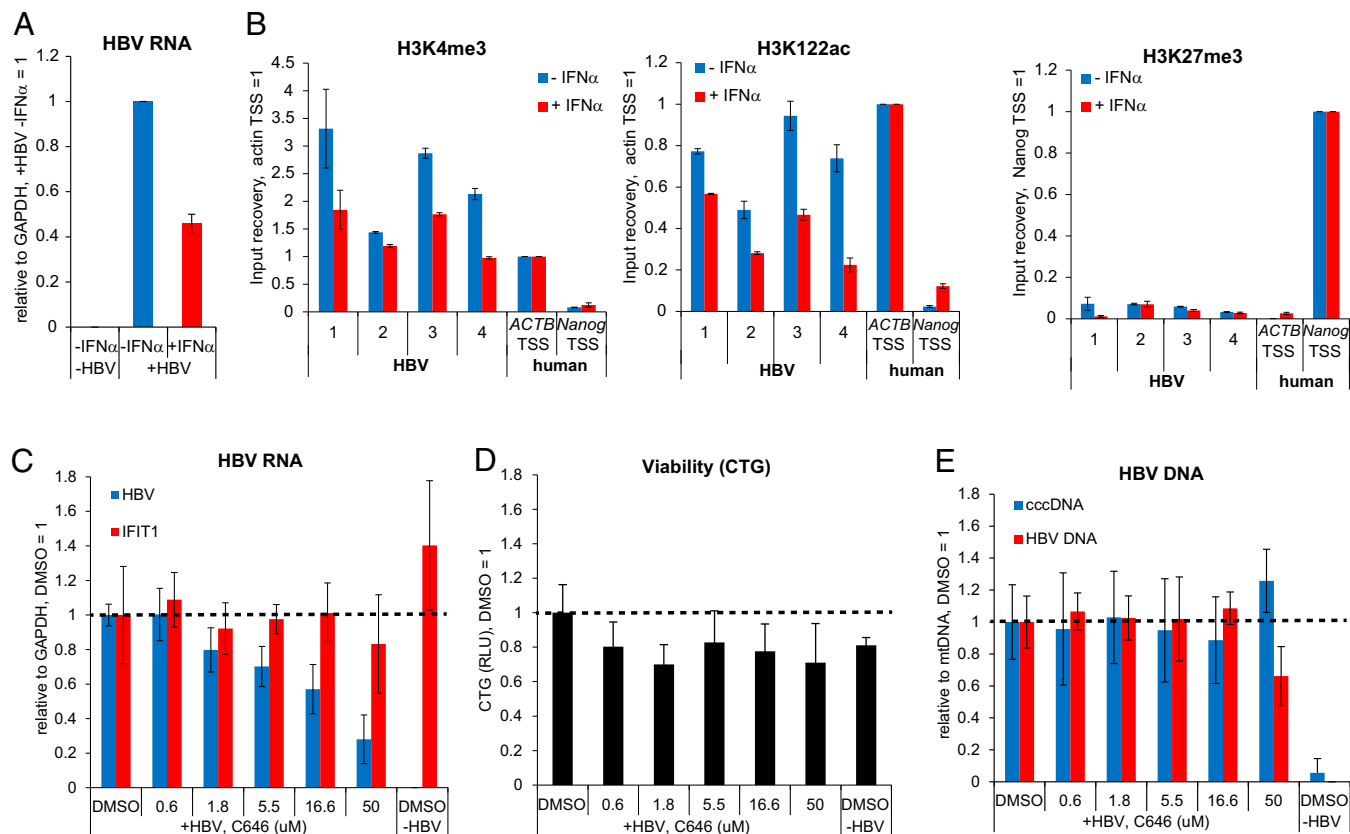 A
HBV RNA
relative to GAPDH, +HBV -IFNα = 1
1.2
1
0.8
0.6
0.4
0.2
0
-IFNα -IFNα +IFNα
-HBV +HBV
B
H3K4me3
Input recovery, actin TSS =1
4.5
4
3.5
3
2.5
2
1.5
1
0.5
0
- IFNα
+ IFNα
1 2 3 4 ACTB Nanog
TSS TSS
HBV human
H3K122ac
Input recovery, actin TSS =1
1.2
1
0.8
0.6
0.4
0.2
0
- IFNα
+ IFNα
1 2 3 4 ACTB Nanog
TSS TSS
HBV human
H3K27me3
Input recovery, Nanog TSS =1
1.2
1
0.8
0.6
0.4
0.2
0
- IFNα
+ IFNα
1 2 3 4 ACTB Nanog
TSS TSS
HBV human
C
HBV RNA
relative to GAPDH, DMSO = 1
1.8
1.6
1.4
1.2
1
0.8
0.6
0.4
0.2
0
HBV
IFIT1
DMSO 0.6 1.8 5.5 16.6 50 DMSO
+HBV, C646 (uM) -HBV
D
Viability (CTG)
CTG (RLU), DMSO = 1
1.8
1.6
1.4
1.2
1
0.8
0.6
0.4
0.2
0
DMSO 0.6 1.8 5.5 16.6 50 DMSO
+HBV, C646 (uM) -HBV
E
HBV DNA
relative to mtDNA, DMSO = 1
1.8
1.6
1.4
1.2
1
0.8
0.6
0.4
0.2
0
cccDNA
HBV DNA
DMSO 0.6 1.8 5.5 16.6 50 DMSO
+HBV, C646 (uM) -HBV